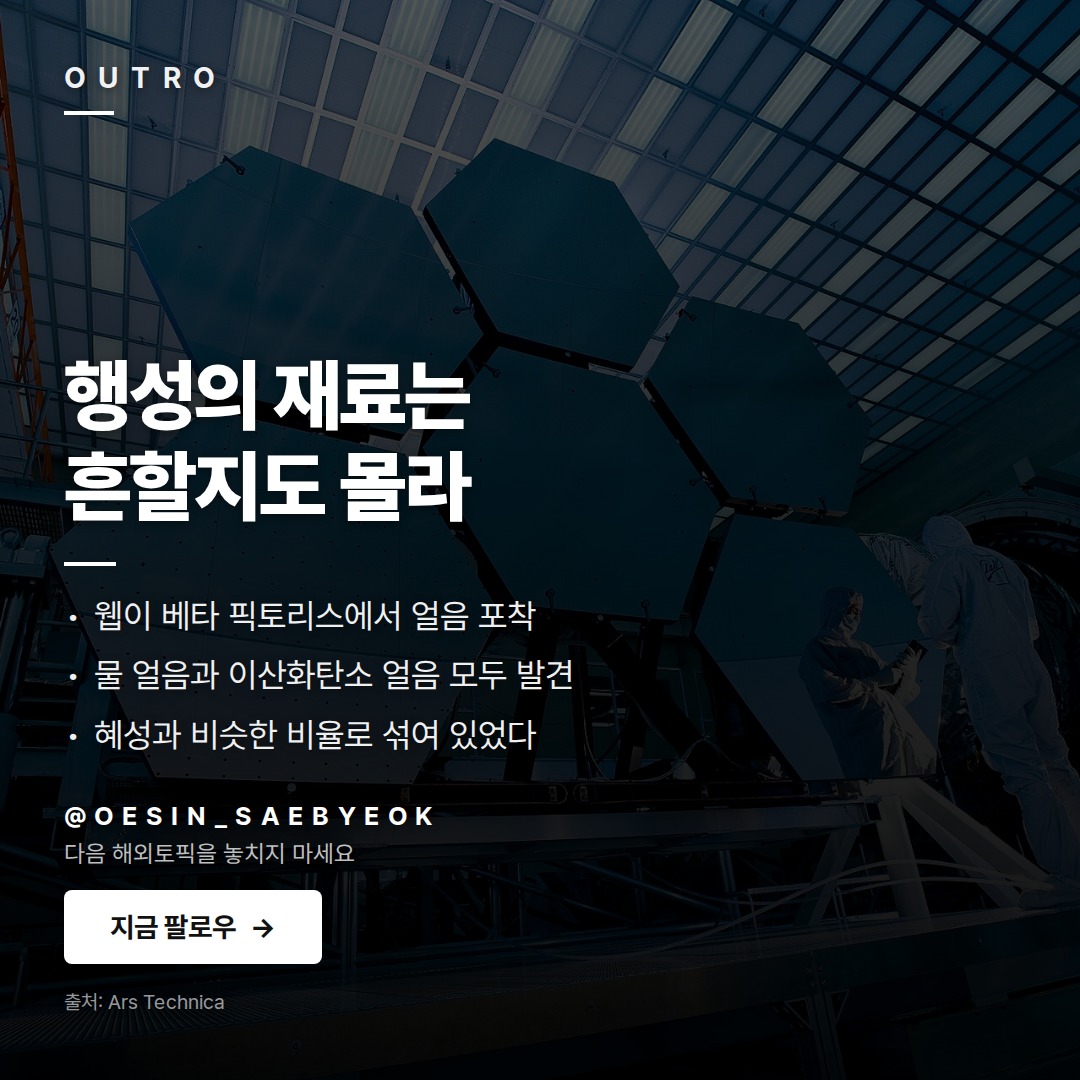 OUTRO
행성의 재료는
흔할지도 몰라
• 웹이 베타 픽토리스에서 얼음 포착
• 물 얼음과 이산화탄소 얼음 모두 발견
• 혜성과 비슷한 비율로 섞여 있었다
@OESIN_SAEBYEOK
다음 해외토픽을 놓치지 마세요
지금 팔로우 →
출처: Ars Technica